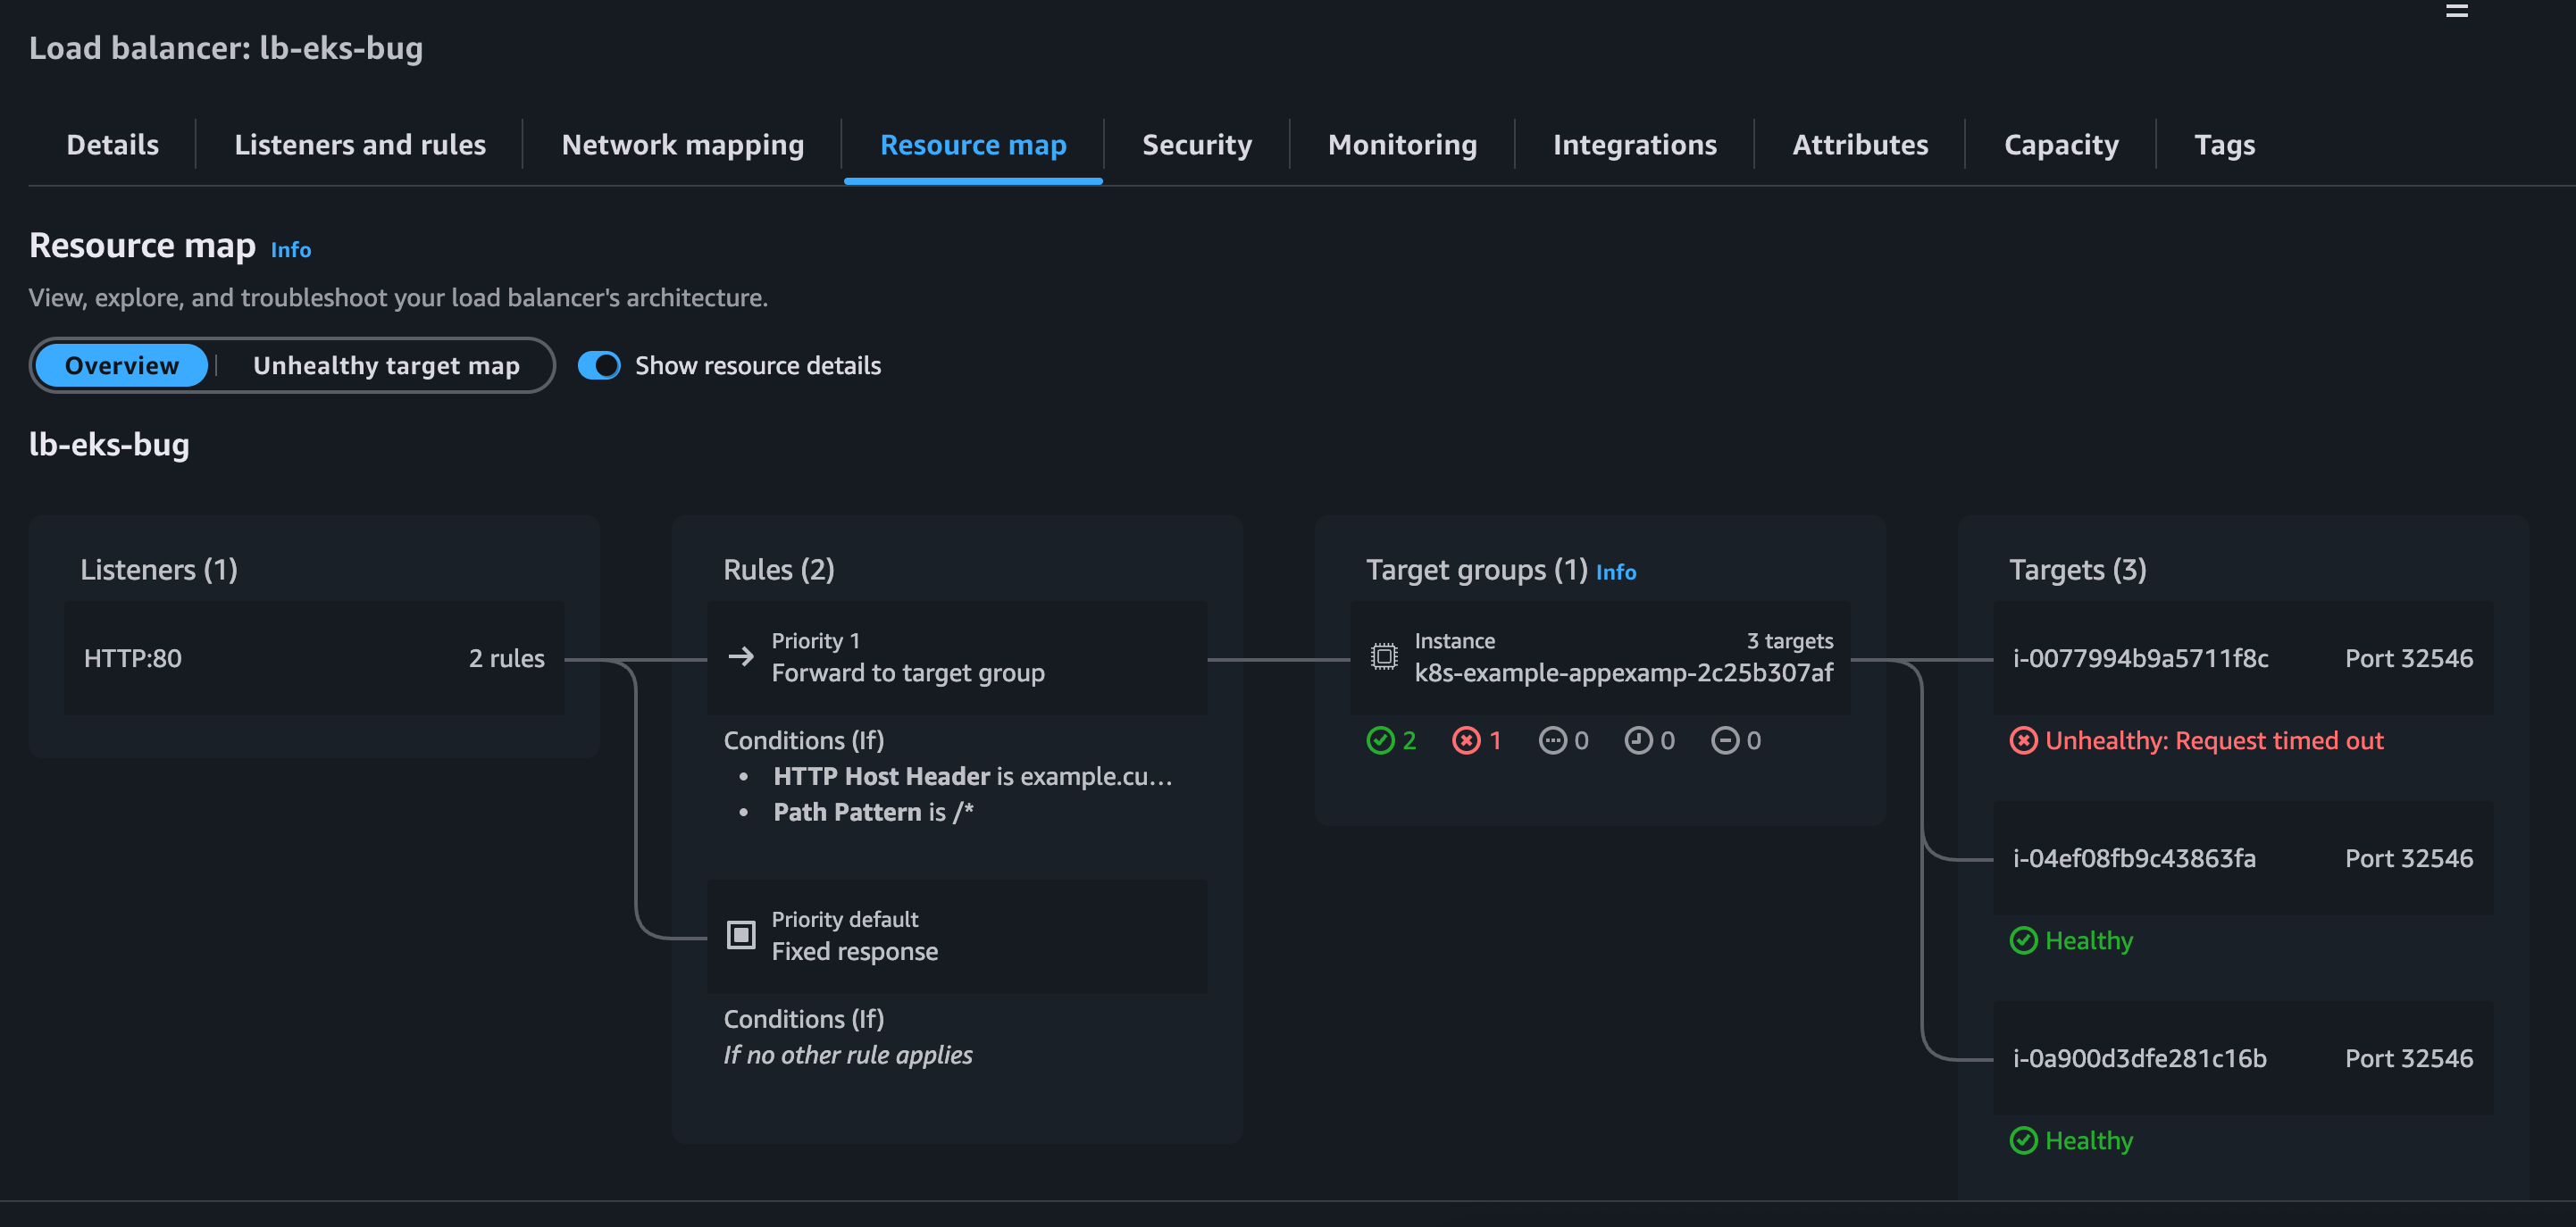 Load balancer: lb-eks-bug
Details
Listeners and rules
Network mapping
Resource map
Security
Monitoring
Integrations
Attributes
Capacity
Tags
Resource map Info
View, explore, and troubleshoot your load balancer's architecture.
Overview
Unhealthy target map
Show resource details
lb-eks-bug
Listeners (1)
HTTP:80 2 rules
Rules (2)
Priority 1
Forward to target group
Conditions (If)
• HTTP Host Header is example.cu...
• Path Pattern is /*
Priority default
Fixed response
Conditions (If)
If no other rule applies
Target groups (1) Info
Instance 3 targets
k8s-example-appexamp-2c25b307af
2 1 0 0 0
Targets (3)
i-0077994b9a5711f8c Port 32546
Unhealthy: Request timed out
i-04ef08fb9c43863fa Port 32546
Healthy
i-0a900d3dfe281c16b Port 32546
Healthy